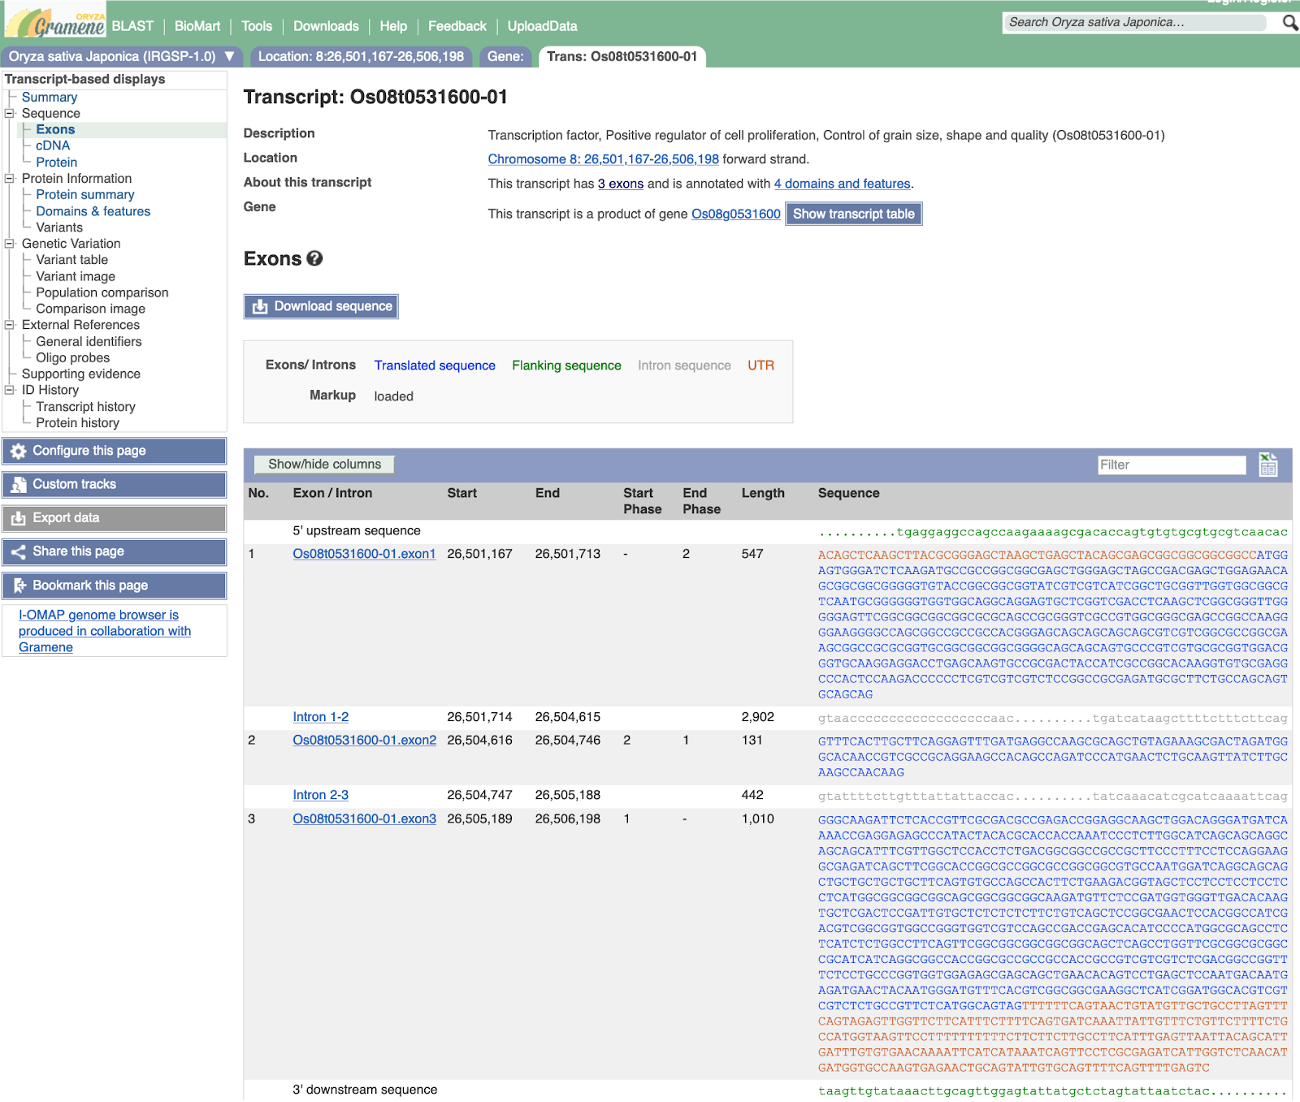 Login/Register
ORYZA
Gramene
BLAST BioMart Tools Downloads Help Feedback UploadData
Search Oryza sativa Japonica...
Oryza sativa Japonica (IRGSP-1.0) ▼ Location: 8:26,501,167-26,506,198 Gene: Trans: Os08t0531600-01
Transcript-based displays
Summary
Sequence
Exons
cDNA
Protein
Protein Information
Protein summary
Domains & features
Variants
Genetic Variation
Variant table
Variant image
Population comparison
Comparison image
External References
General identifiers
Oligo probes
Supporting evidence
ID History
Transcript history
Protein history
Configure this page
Custom tracks
Export data
Share this page
Bookmark this page
I-OMAP genome browser is
produced in collaboration with
Gramene
Transcript: Os08t0531600-01
Description Transcription factor, Positive regulator of cell proliferation, Control of grain size, shape and quality (Os08t0531600-01)
Location Chromosome 8: 26,501,167-26,506,198 forward strand.
About this transcript This transcript has 3 exons and is annotated with 4 domains and features.
Gene This transcript is a product of gene Os08g0531600 Show transcript table
Exons ?
Download sequence
Exons/ Introns Translated sequence Flanking sequence Intron sequence UTR
Markup loaded
Show/hide columns Filter
No. Exon / Intron Start End Start Phase End Phase Length Sequence
5' upstream sequence ..........tgaggaggccagccaagaaaagcgacaccagtgtgtgcgtgcgtcaacac
1 Os08t0531600-01.exon1 26,501,167 26,501,713 - 2 547 ACAGCTCAAGCTTACGCGGGAGCTAAGCTGAGCTACAGCGAGCGGCGGCGGCGGCCATGG
AGTGGGATCTCAAGATGCCGCCGGCGGCGAGCTGGGAGCTAGCCGACGAGCTGGAGAACA
GCGGCGGCGGGGGTGTACCGGCGGCGGTATCGTCGTCATCGGCTGCGGTTGGTGGCGGCG
TCAATGCGGGGGGTGGTGGCAGGCAGGAGTGCTCGGTCGACCTCAAGCTCGGCGGGTTGG
GGGAGTTCGGCGGCGGCGGCGCGCAGCCGCGGGTCGCCGTGGCGGGCGAGCCGGCCAAGG
GGAAGGGGCCAGCGGCCGCCGCCACGGGAGCAGCAGCAGCAGCGTCGTCGGCGCCGGCGA
AGCGGCCGCGCGGTGCGGCGGCGGCGGGGCAGCAGCAGTGCCCGTCGTGCGCGGTGGACG
GGTGCAAGGAGGACCTGAGCAAGTGCCGCGACTACCATCGCCGGCACAAGGTGTGCGAGG
CCCACTCCAAGACCCCCCTCGTCGTCGTCTCCGGCCGCGAGATGCGCTTCTGCCAGCAGT
GCAGCAG
Intron 1-2 26,501,714 26,504,615 2,902 gtaaccccccccccccccccccccaac..........tgatcataagcttttctttcttcag
2 Os08t0531600-01.exon2 26,504,616 26,504,746 2 1 131 GTTTCACTTGCTTCAGGAGTTTGATGAGGCCAAGCGCAGCTGTAGAAAGCGACTAGATGG
GCACAACCGTCGCCGCAGGAAGCCACAGCCAGATCCCATGAACTCTGCAAGTTATCTTGC
AAGCCAACAAG
Intron 2-3 26,504,747 26,505,188 442 gtattttcttgtttattattaccac..........tatcaaacatcgcatcaaaattcag
3 Os08t0531600-01.exon3 26,505,189 26,506,198 1 - 1,010 GGGCAAGATTCTCACCGTTCGCGACGCCGAGACCGGAGGCAAGCTGGACAGGGATGATCA
AAACCGAGGAGAGCCCATACTACACGCACCACCAAATCCCTCTTGGCATCAGCAGCAGGC
AGCAGCATTTCGTTGGCTCCACCTCTGACGGCGGCCGCCGCTTCCCTTTCCTCCAGGAAG
GCGAGATCAGCTTCGGCACCGGCGCCGGCGCCGGCGGCGTGCCAATGGATCAGGCAGCAG
CTGCTGCTGCTGCTTCAGTGTGCCAGCCACTTCTGAAGACGGTAGCTCCTCCTCCTCCTC
CTCATGGCGGCGGCGGCAGCGGCGGCGGCAAGATGTTCTCCGATGGTGGGTTGACACAAG
TGCTCGACTCCGATTGTGCTCTCTCTCTTCTGTCAGCTCCGGCGAACTCCACGGCCATCG
ACGTCGGCGGTGGCCGGGTGGTCGTCCAGCCGACCGAGCACATCCCCATGGCGCAGCCTC
TCATCTCTGGCCTTCAGTTCGGCGGCGGCGGCGGCAGCTCAGCCTGGTTCGCGGCGCGGC
CGCATCATCAGGCGGCCACCGGCGCCGCCGCCACCGCCGTCGTCGTCTCGACGGCCGGTT
TCTCCTGCCCGGTGGTGGAGAGCGAGCAGCTGAACACAGTCCTGAGCTCCAATGACAATG
AGATGAACTACAATGGGATGTTTCACGTCGGCGGCGAAGGCTCATCGGATGGCACGTCGT
CGTCTCTGCCGTTCTCATGGCAGTAGTTTTTTCAGTAACTGTATGTTGCTGCCTTAGTTT
CAGTAGAGTTGGTTCTTCATTTCTTTTCAGTGATCAAATTATTGTTTCTGTTCTTTTCTG
CCATGGTAAGTTCCTTTTTTTTTTCTTCTTCTTGCCTTCATTTGAGTTAATTACAGCATT
GATTTGTGTGAACAAAATTCATCATAAATCAGTTCCTCGCGAGATCATTGGTCTCAACAT
GATGGTGCCAAGTGAGAACTGCAGTATTGTGCAGTTTTCAGTTTTGAGTC
3' downstream sequence taagttgtataaacttgcagttggagtattatgctctagtattaatctac..........